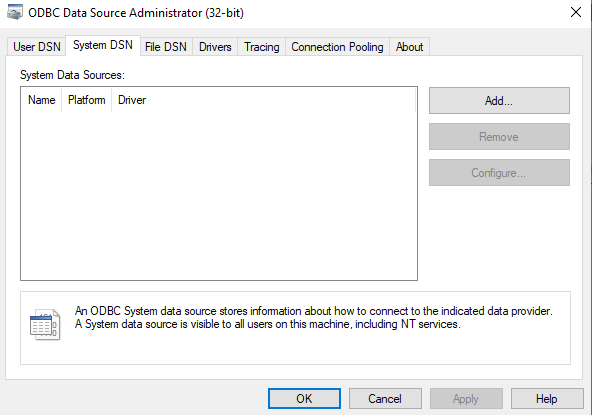 ODBC Data Source Administrator (32-bit)
User DSN System DSN File DSN Drivers Tracing Connection Pooling About
System Data Sources:
Name Platform Driver
Add...
Remove
Configure...
An ODBC System data source stores information about how to connect to the indicated data provider.
A System data source is visible to all users on this machine, including NT services.
OK Cancel Apply Help